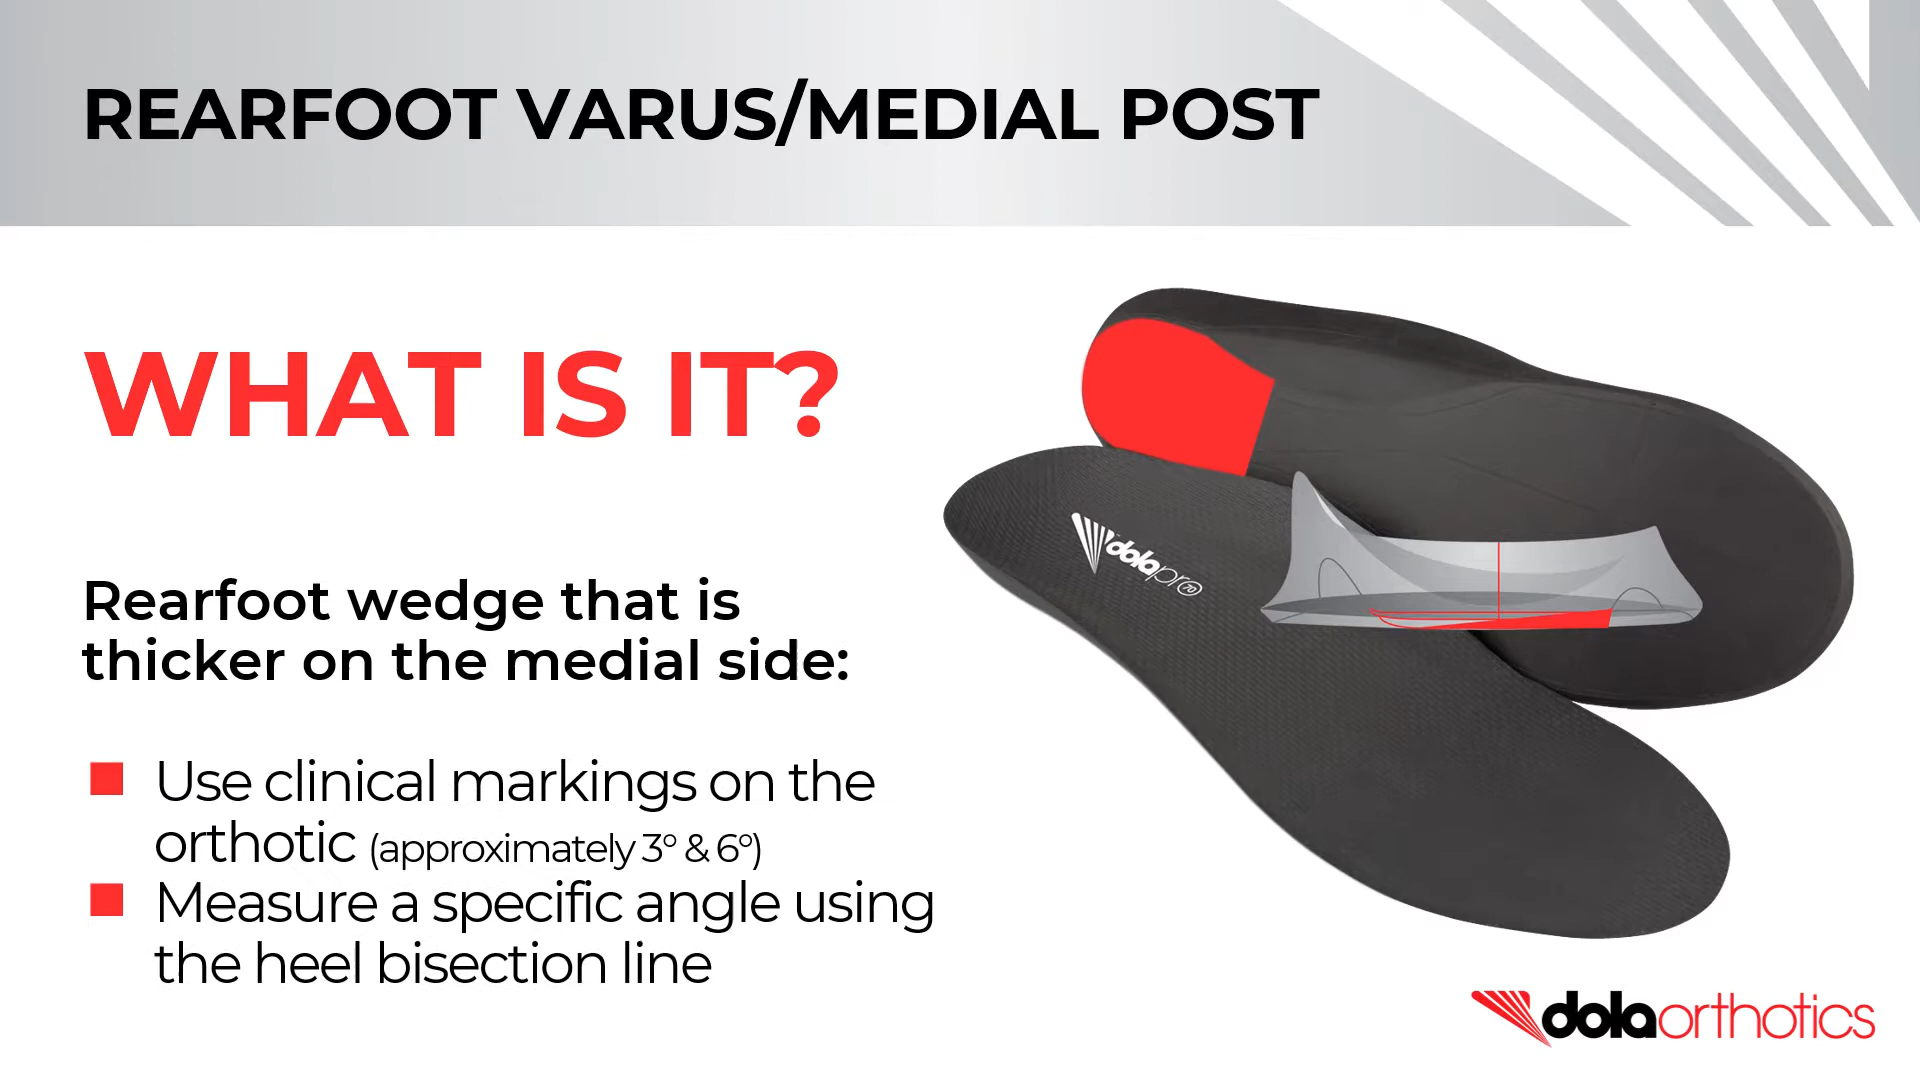 REARFOOT VARUS/MEDIAL POST
WHAT IS IT?
Rearfoot wedge that is
thicker on the medial side:
Use clinical markings on the
orthotic (approximately 3° & 6°)
Measure a specific angle using
the heel bisection line
dolapro 70
dolaorthotics